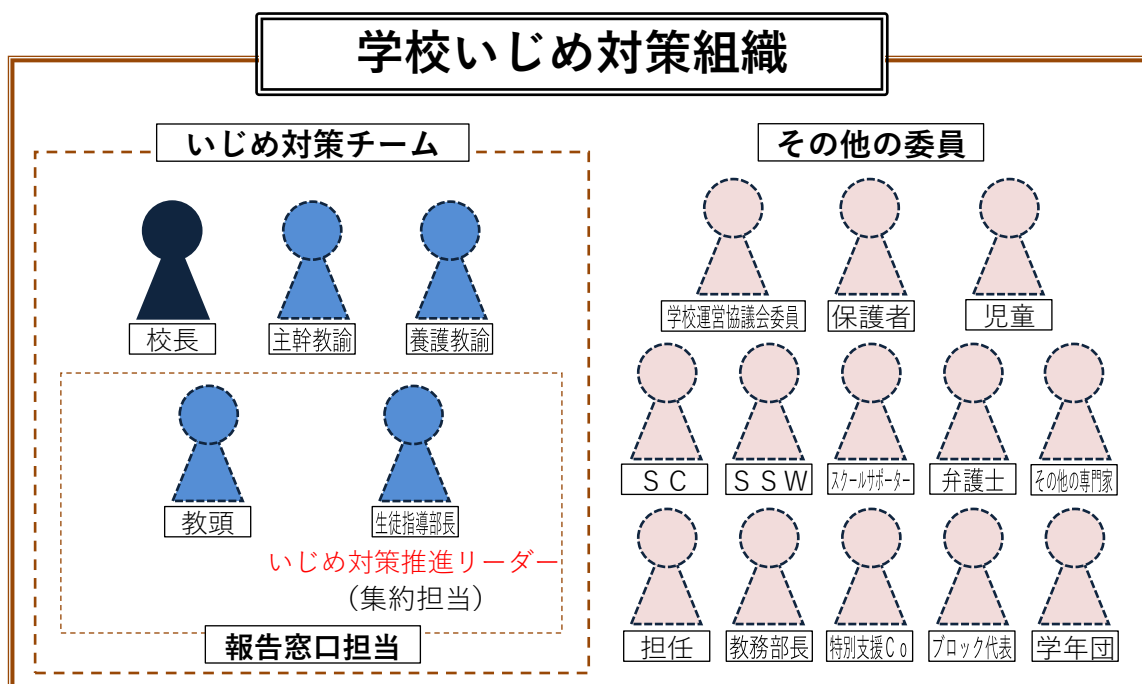 学校いじめ対策組織
いじめ対策チーム
校長
主幹教諭
養護教諭
教頭
生徒指導部長
いじめ対策推進リーダー
（集約担当）
報告窓口担当
その他の委員
学校運営協議会委員
保護者
児童
ＳＣ
ＳＳＷ
スクールサポーター
弁護士
その他の専門家
担任
教務部長
特別支援Ｃｏ
ブロック代表
学年団